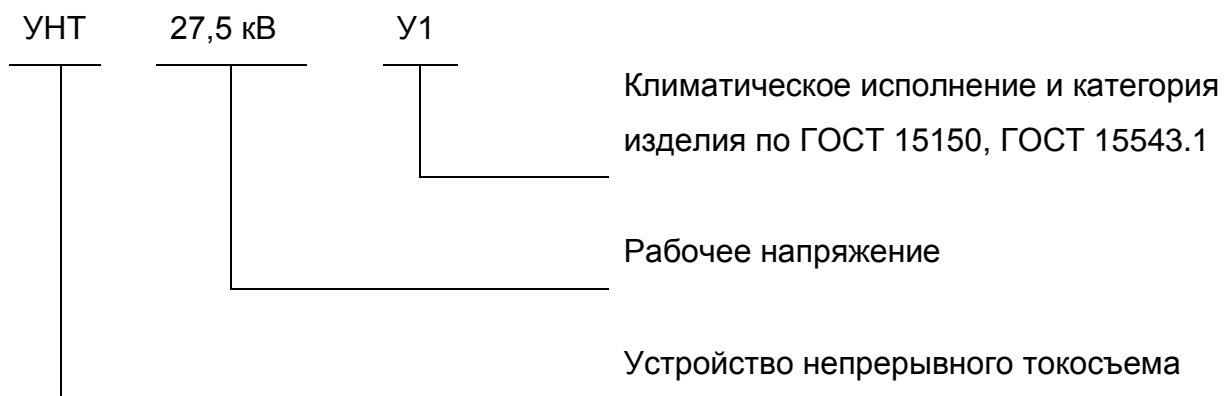 УНТ 27,5 кВ У1
Климатическое исполнение и категория
изделия по ГОСТ 15150, ГОСТ 15543.1
Рабочее напряжение
Устройство непрерывного токосъема